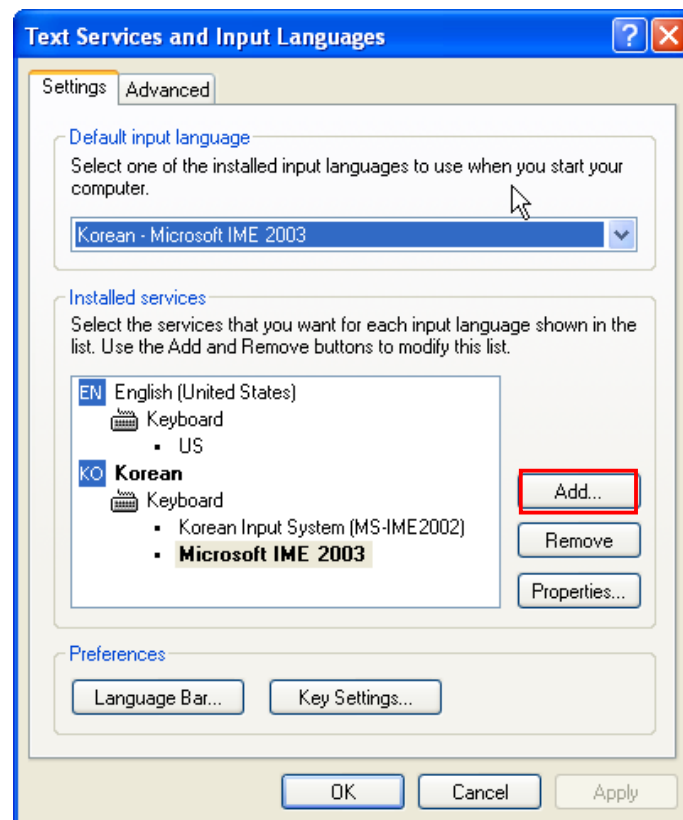 Text Services and Input Languages
Settings
Advanced
Default input language
Select one of the installed input languages to use when you start your
computer.
Korean - Microsoft IME 2003
Installed services
Select the services that you want for each input language shown in the
list. Use the Add and Remove buttons to modify this list.
EN English (United States)
Keyboard
• US
KO Korean
Keyboard
• Korean Input System (MS-IME2002)
• Microsoft IME 2003
Add...
Remove
Properties...
Preferences
Language Bar...
Key Settings...
OK
Cancel
Apply